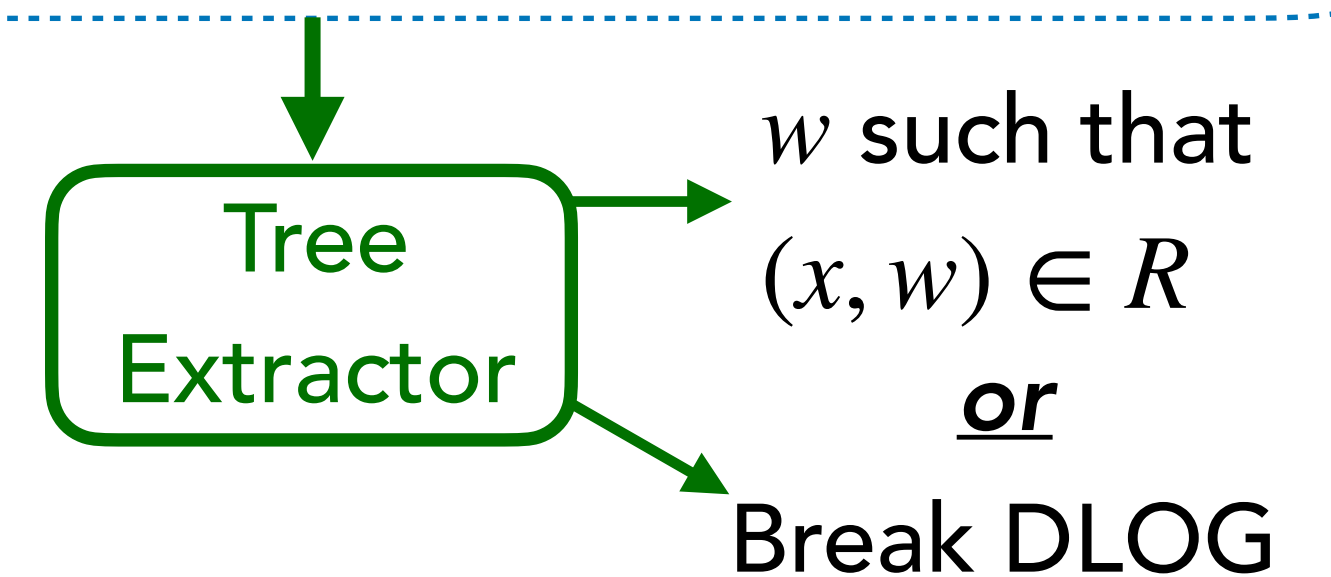 Tree
Extractor
w such that
(x, w) ∈ R
or
Break DLOG